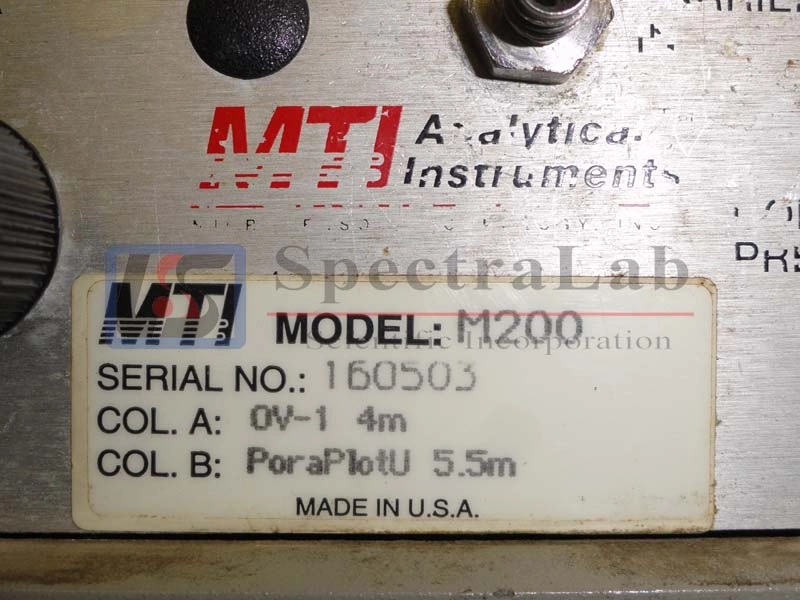 MTI Analytical
Instruments
SpectraLab
Scientific Incorporation
MTI MODEL: M200
SERIAL NO.: 160503
COL. A: OV-1 4m
COL. B: PoraPlotU 5.5m
MADE IN U.S.A.